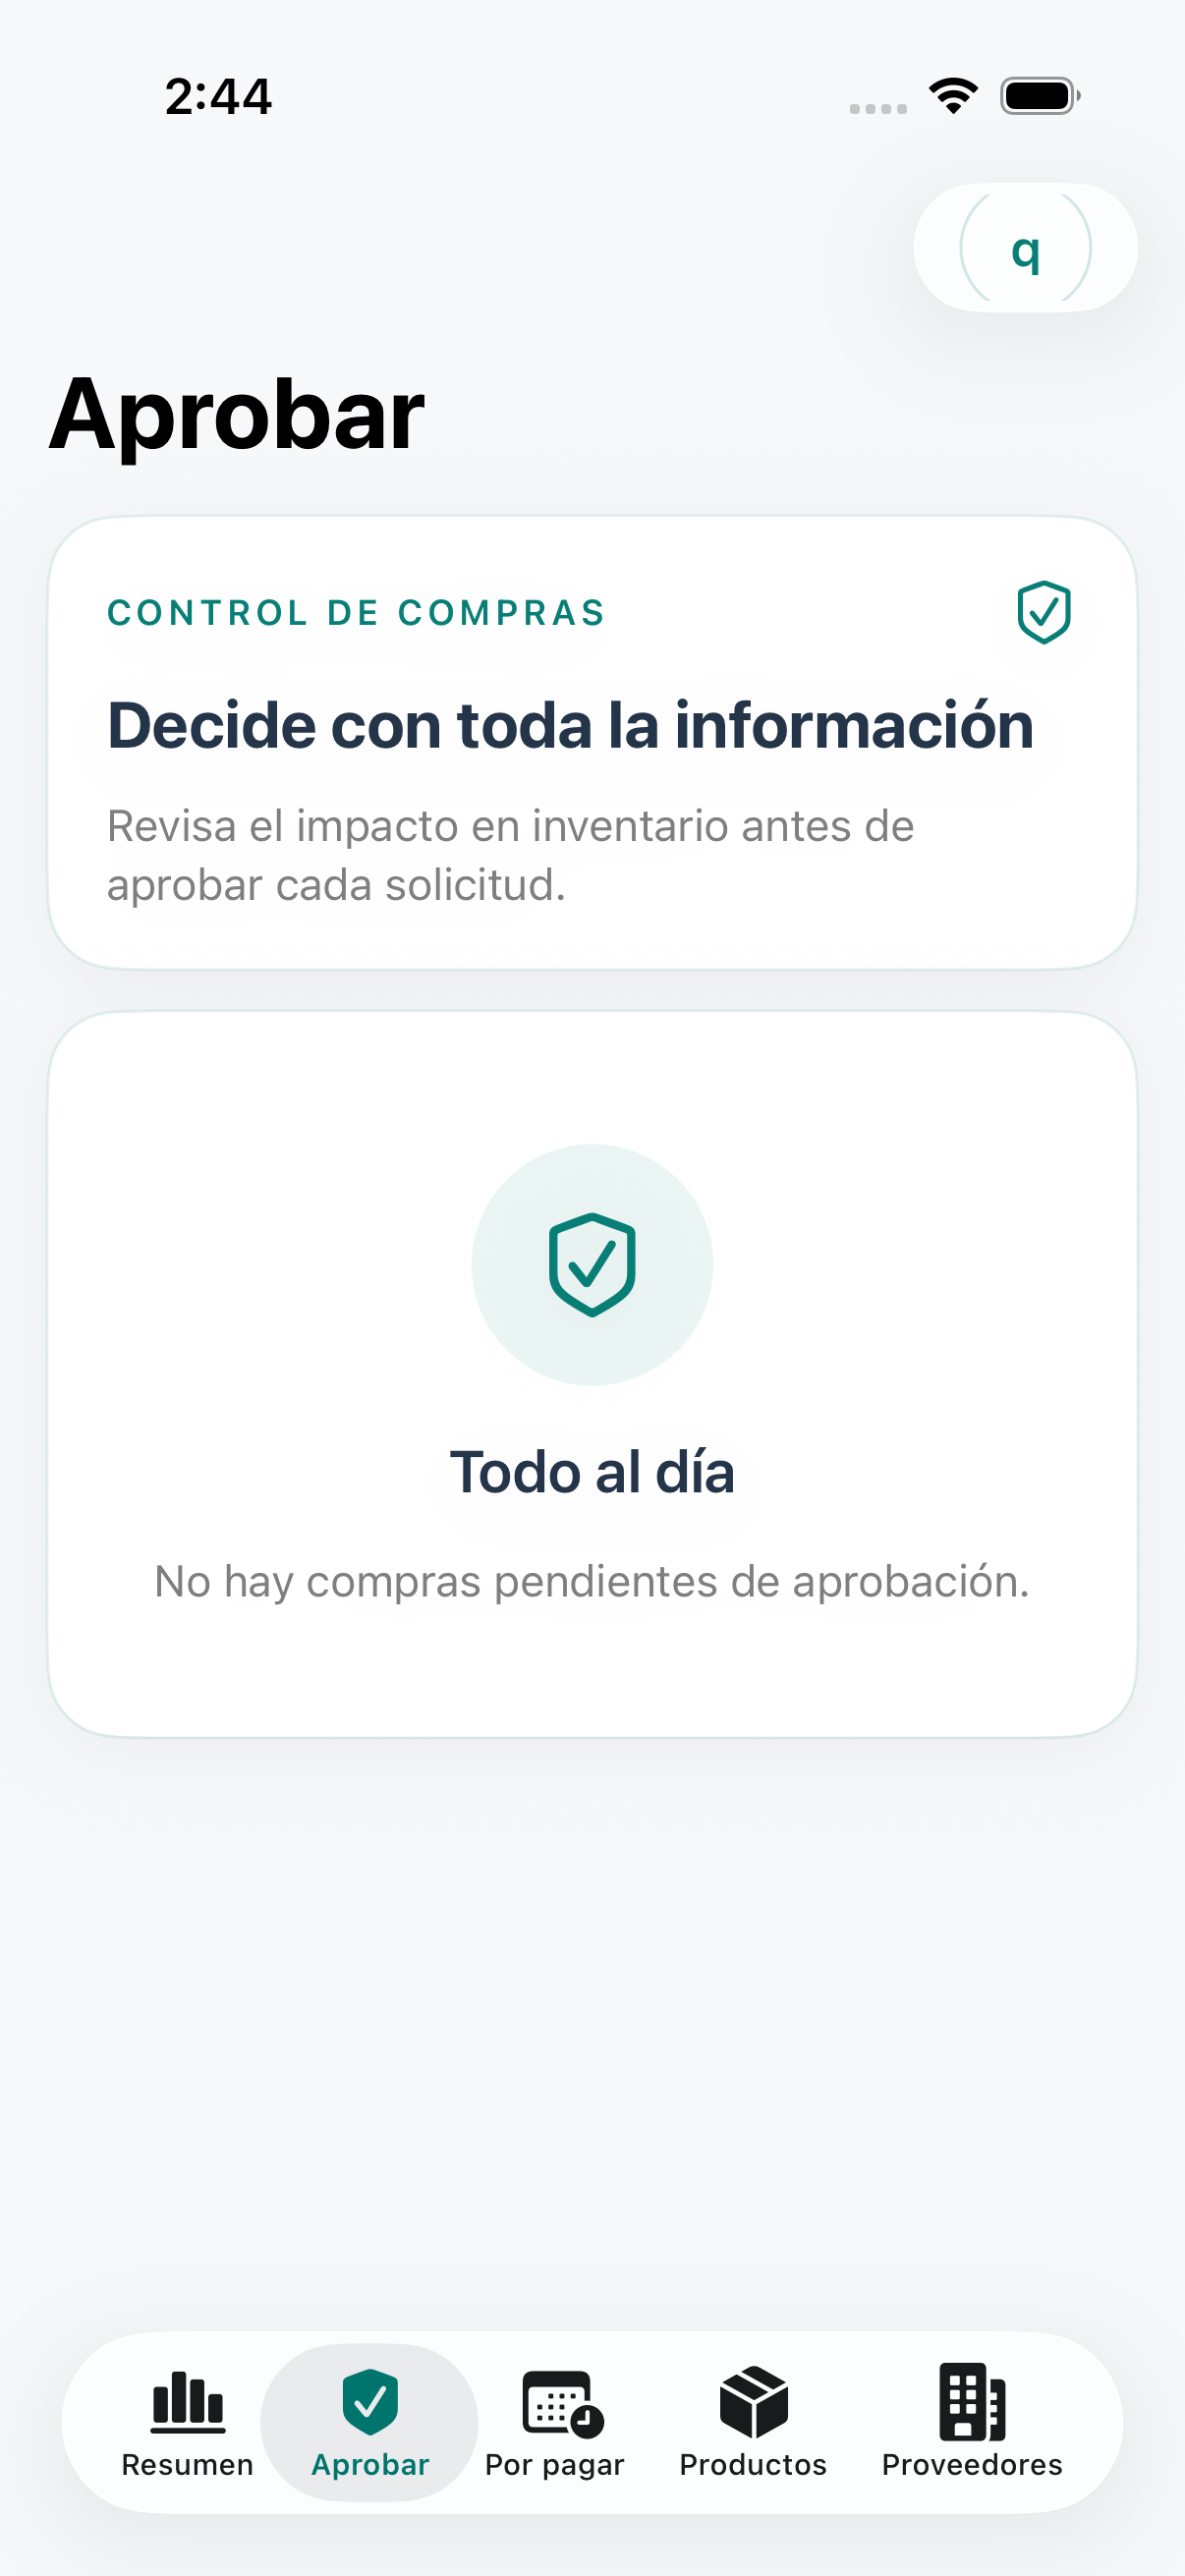 2:44
q
Aprobar
CONTROL DE COMPRAS
Decide con toda la información
Revisa el impacto en inventario antes de
aprobar cada solicitud.
Todo al día
No hay compras pendientes de aprobación.
Resumen
Aprobar
Por pagar
Productos
Proveedores